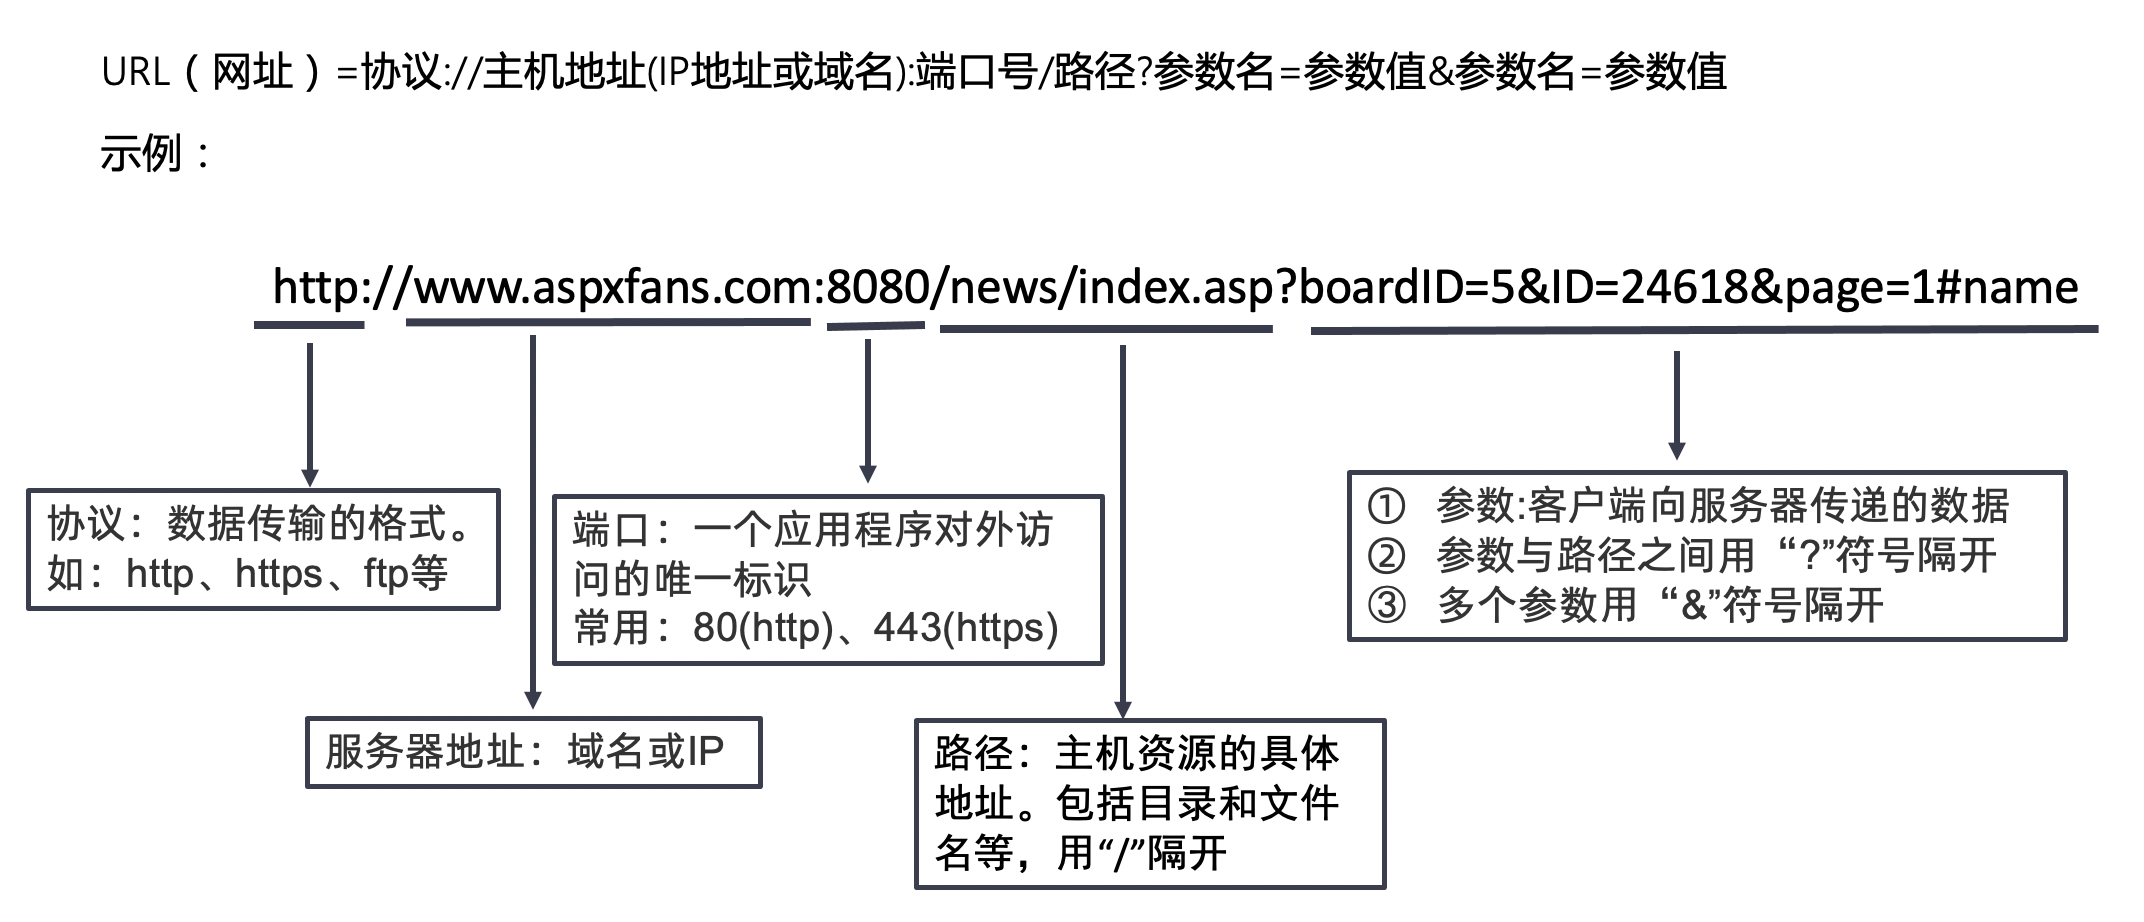 URL（网址）=协议://主机地址(IP地址或域名):端口号/路径?参数名=参数值&参数名=参数值
示例：
http://www.aspxfans.com:8080/news/index.asp?boardID=5&ID=24618&page=1#name
协议：数据传输的格式。
如：http、https、ftp等
端口：一个应用程序对外访
问的唯一标识
常用：80(http)、443(https)
① 参数:客户端向服务器传递的数据
② 参数与路径之间用“?”符号隔开
③ 多个参数用“&”符号隔开
服务器地址：域名或IP
路径：主机资源的具体
地址。包括目录和文件
名等，用“/”隔开